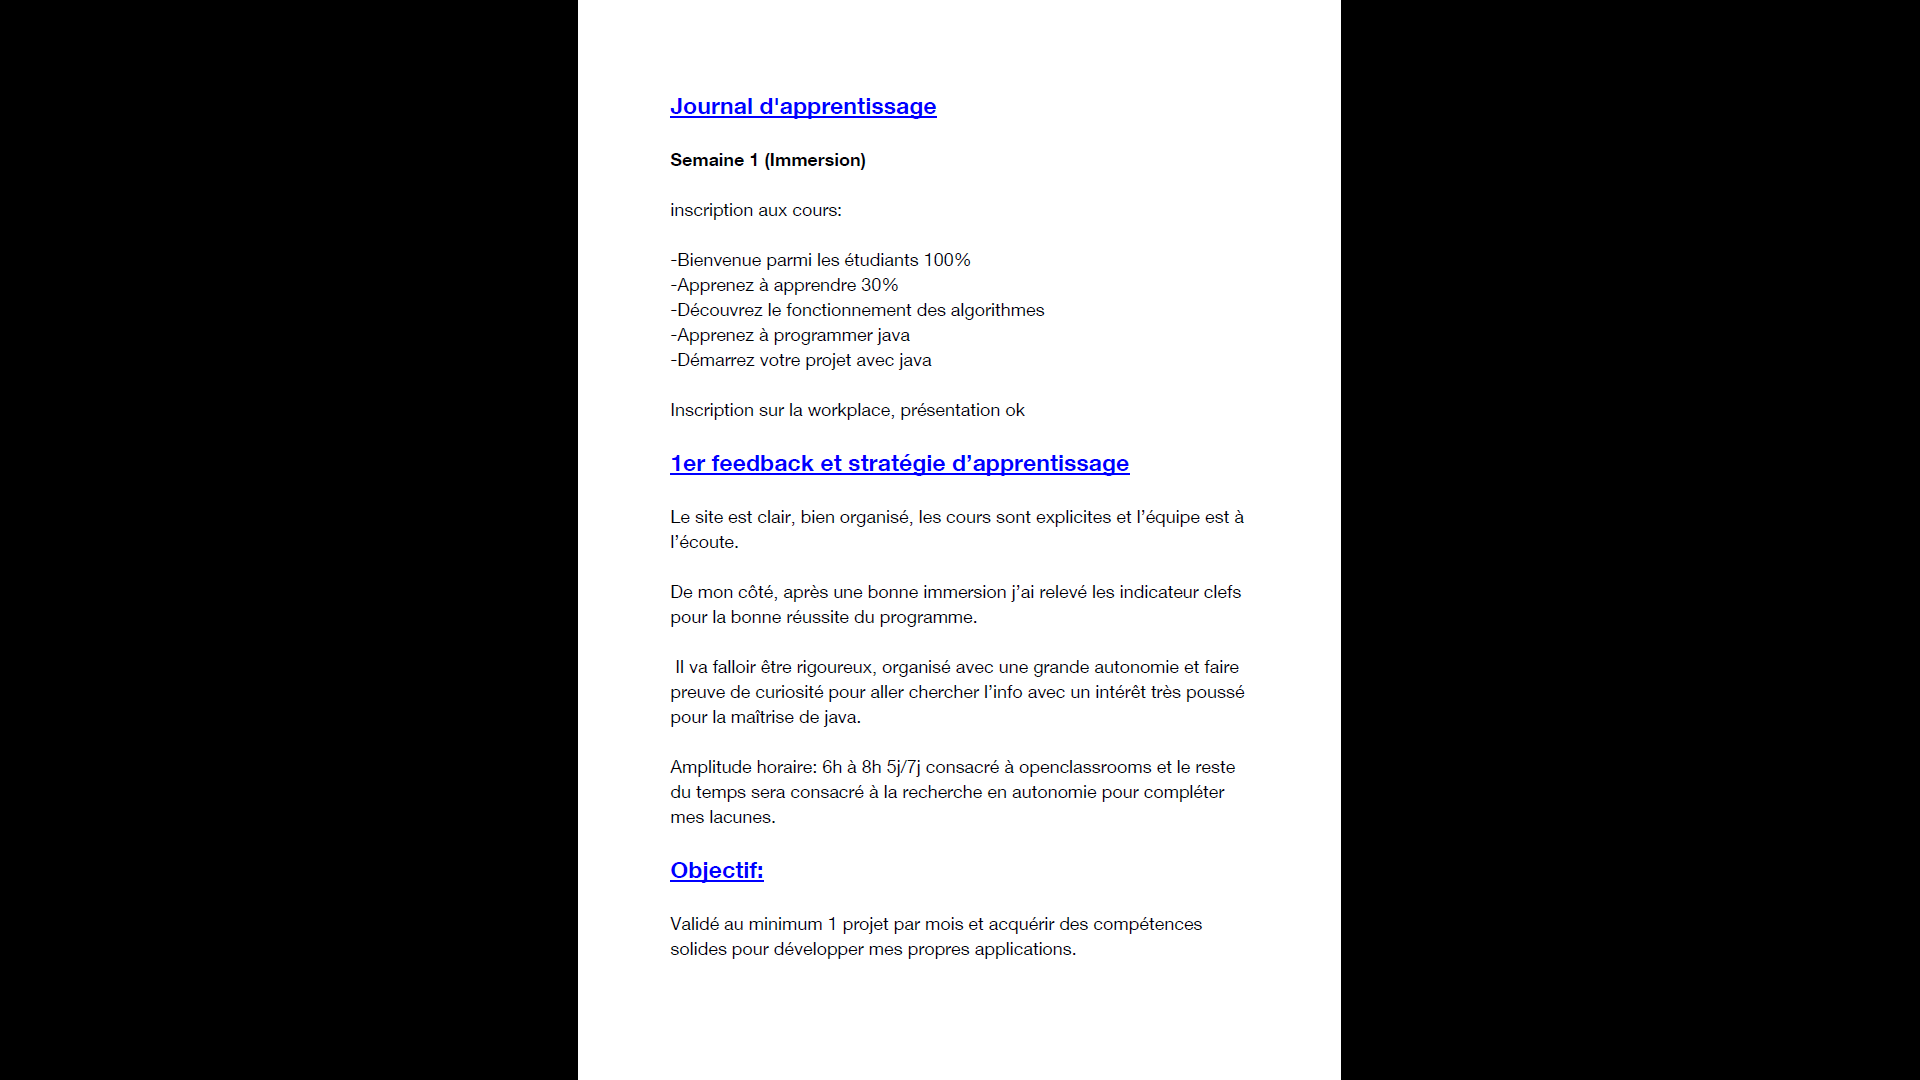 Journal d'apprentissage
Semaine 1 (Immersion)
inscription aux cours:
-Bienvenue parmi les étudiants 100%
-Apprenez à apprendre 30%
-Découvrez le fonctionnement des algorithmes
-Apprenez à programmer java
-Démarrez votre projet avec java
Inscription sur la workplace, présentation ok
1er feedback et stratégie d’apprentissage
Le site est clair, bien organisé, les cours sont explicites et l’équipe est à
l’écoute.
De mon côté, après une bonne immersion j’ai relevé les indicateur clefs
pour la bonne réussite du programme.
Il va falloir être rigoureux, organisé avec une grande autonomie et faire
preuve de curiosité pour aller chercher l’info avec un intérêt très poussé
pour la maîtrise de java.
Amplitude horaire: 6h à 8h 5j/7j consacré à openclassrooms et le reste
du temps sera consacré à la recherche en autonomie pour compléter
mes lacunes.
Objectif:
Validé au minimum 1 projet par mois et acquérir des compétences
solides pour développer mes propres applications.